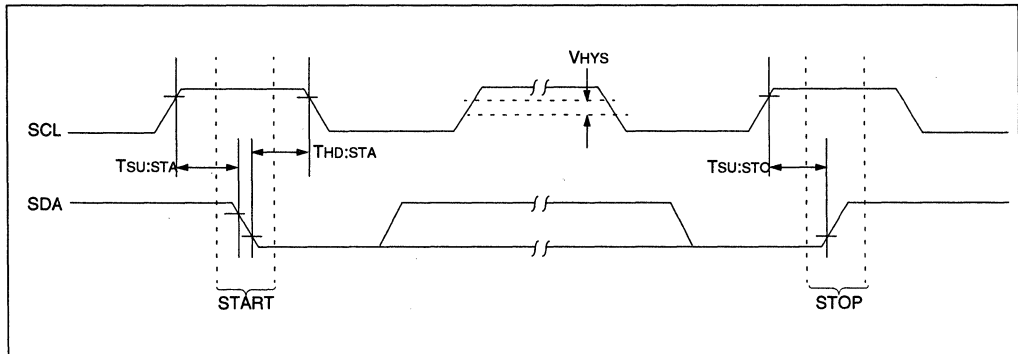 VHYS
SCL
TSU:STA
THD:STA
TSU:STO
SDA
START
STOP